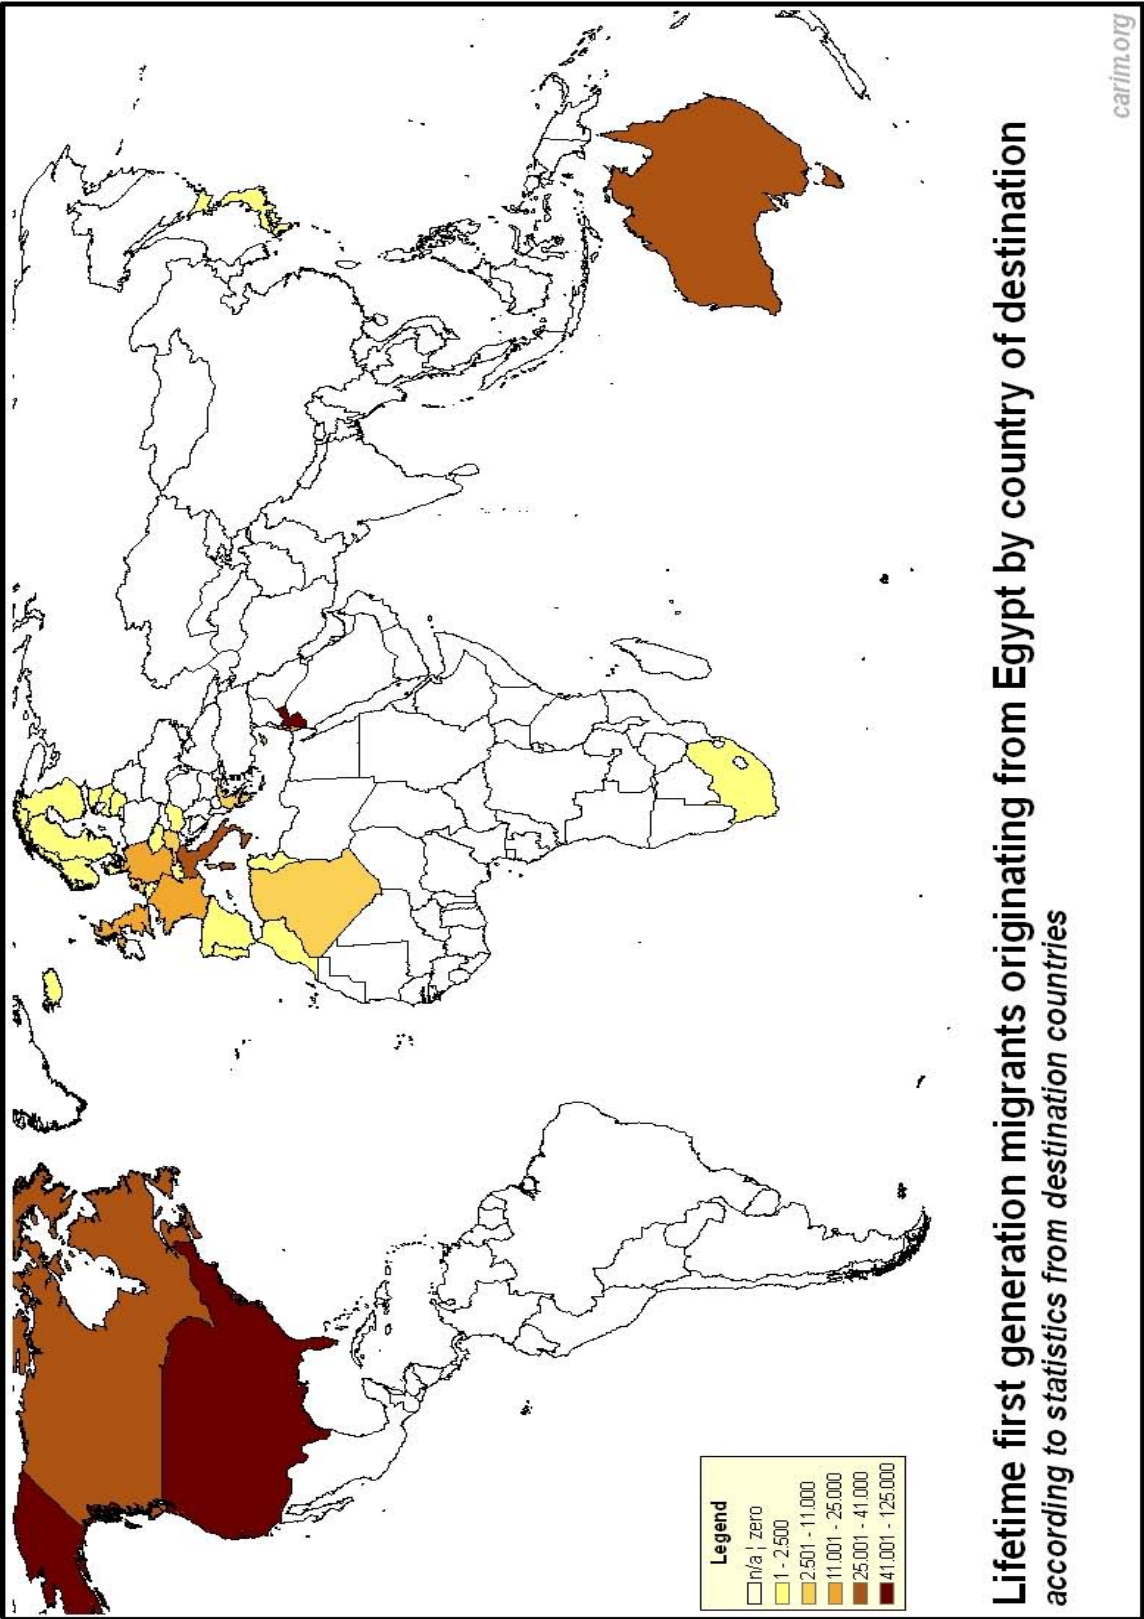 Legend
n/a ¦ zero
1 - 2.500
2.501 - 11.000
11.001 - 25.000
25.001 - 41.000
41.001 - 125.000
Lifetime first generation migrants originating from Egypt by country of destination
according to statistics from destination countries
carim.org